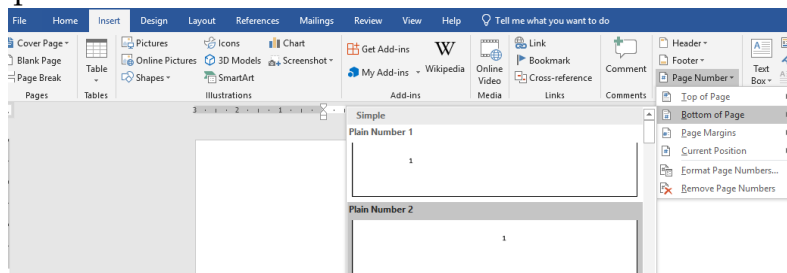 File Home Insert Design Layout References Mailings Review View Help Tell me what you want to do
Cover Page
Blank Page
Page Break
Pages
Table
Tables
Pictures
Online Pictures
Shapes
Icons
3D Models
SmartArt
Chart
Screenshot
Illustrations
Get Add-ins
My Add-ins
Wikipedia
Add-ins
Online
Video
Media
Link
Bookmark
Cross-reference
Links
Comment
Comments
Header
Footer
Page Number
Text
Box
Top of Page
Bottom of Page
Page Margins
Current Position
Format Page Numbers...
Remove Page Numbers
3 2 1
Simple
Plain Number 1
1
Plain Number 2
1